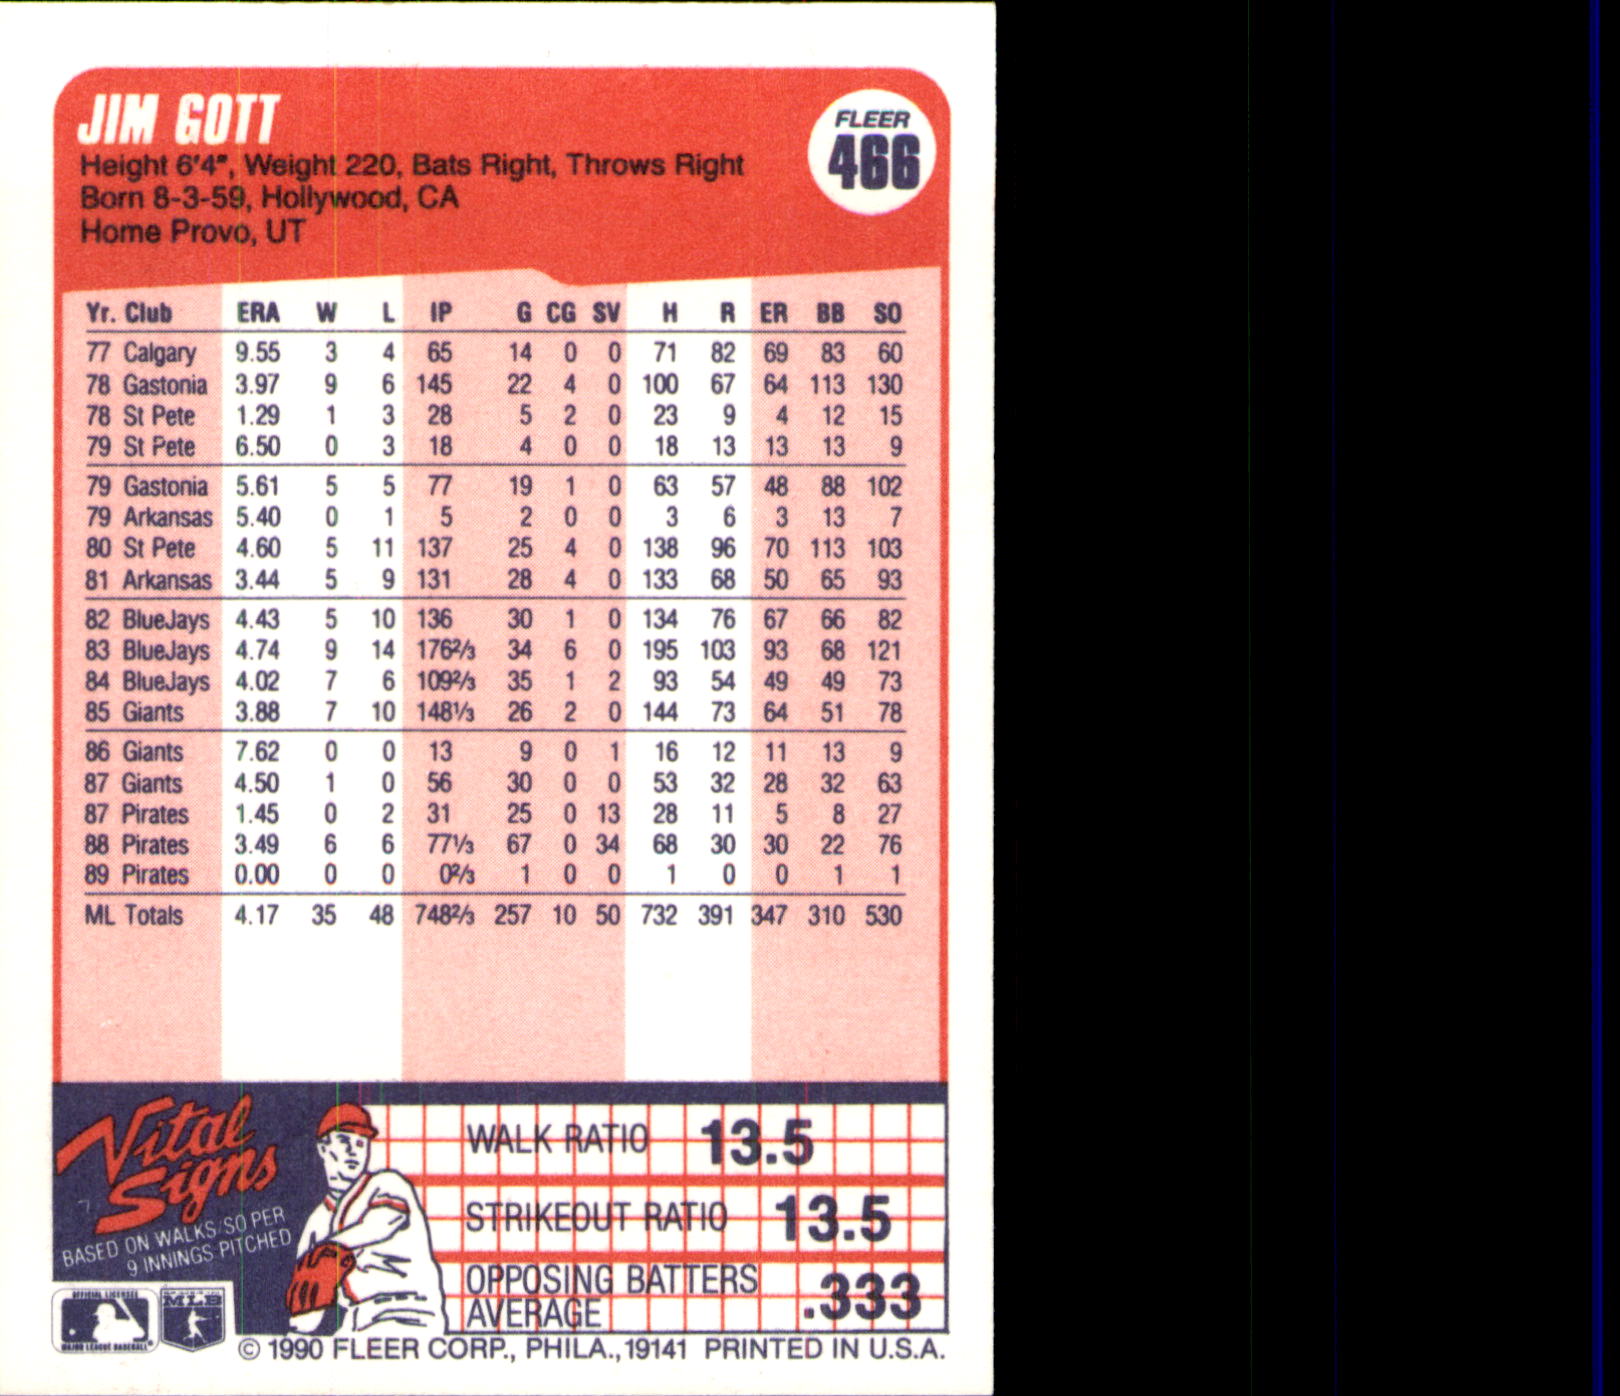 JIM GOTT
FLEER
466
Height 6'4", Weight 220, Bats Right, Throws Right
Born 8-3-59, Hollywood, CA
Home Provo, UT
Yr. Club ERA W L IP G CG SV H R ER BB SO
77 Calgary 9.55 3 4 65 14 0 0 71 82 69 83 60
78 Gastonia 3.97 9 6 145 22 4 0 100 67 64 113 130
78 St Pete 1.29 1 3 28 5 2 0 23 9 4 12 15
79 St Pete 6.50 0 3 18 4 0 0 18 13 13 13 9
79 Gastonia 5.61 5 5 77 19 1 0 63 57 48 88 102
79 Arkansas 5.40 0 1 5 2 0 0 3 6 3 13 7
80 St Pete 4.60 5 11 137 25 4 0 138 96 70 113 103
81 Arkansas 3.44 5 9 131 28 4 0 133 68 50 65 93
82 BlueJays 4.43 5 10 136 30 1 0 134 76 67 66 82
83 BlueJays 4.74 9 14 176⅔ 34 6 0 195 103 93 68 121
84 BlueJays 4.02 7 6 109⅔ 35 1 2 93 54 49 49 73
85 Giants 3.88 7 10 148⅓ 26 2 0 144 73 64 51 78
86 Giants 7.62 0 0 13 9 0 1 16 12 11 13 9
87 Giants 4.50 1 0 56 30 0 0 53 32 28 32 63
87 Pirates 1.45 0 2 31 25 0 13 28 11 5 8 27
88 Pirates 3.49 6 6 77⅓ 67 0 34 68 30 30 22 76
89 Pirates 0.00 0 0 0⅔ 1 0 0 1 0 0 1 1
ML Totals 4.17 35 48 748⅔ 257 10 50 732 391 347 310 530
Vital
Signs
BASED ON WALKS/SO PER
9 INNINGS PITCHED
WALK RATIO 13.5
STRIKEOUT RATIO 13.5
OPPOSING BATTERS
AVERAGE .333
OFFICIAL LICENSEE
MAJOR LEAGUE BASEBALL®
MLB
© 1990 FLEER CORP., PHILA., 19141 PRINTED IN U.S.A.